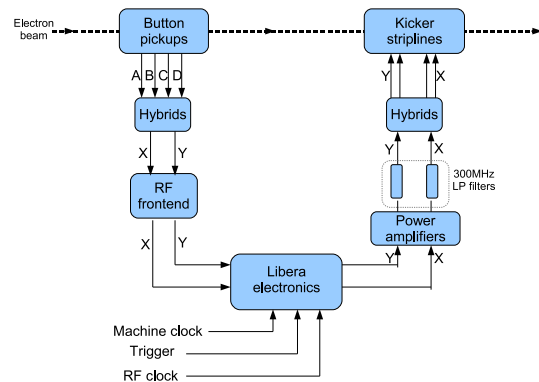 Electron
beam
Button
pickups
Kicker
striplines
A B C D
Y X
Hybrids
Hybrids
X Y
Y X
RF
frontend
300MHz
LP filters
Power
amplifiers
X Y
Y X
Libera
electronics
Machine clock
Trigger
RF clock